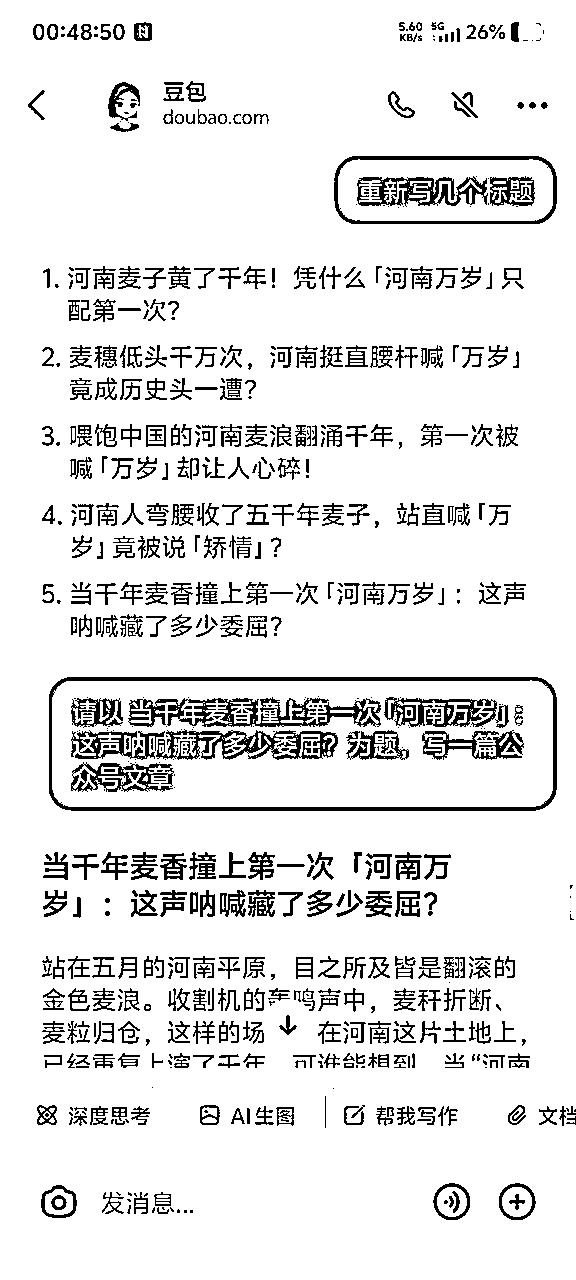 00:48:50
5.60 KB/s 5G 26%
豆包
doubao.com
重新写几个标题
1. 河南麦子黄了千年！凭什么「河南万岁」只
配第一次？
2. 麦穗低头千万次，河南挺直腰杆喊「万岁」
竟成历史头一遭？
3. 喂饱中国的河南麦浪翻涌千年，第一次被
喊「万岁」却让人心碎！
4. 河南人弯腰收了五千年麦子，站直喊「万
岁」竟被说「矫情」？
5. 当千年麦香撞上第一次「河南万岁」：这声
呐喊藏了多少委屈？
请以 当千年麦香撞上第一次「河南万岁」：
这声呐喊藏了多少委屈？为题，写一篇公
众号文章
当千年麦香撞上第一次「河南万
岁」：这声呐喊藏了多少委屈？
站在五月的河南平原，目之所及皆是翻滚的
金色麦浪。收割机的轰鸣声中，麦秆折断、
麦粒归仓，这样的场 在河南这片土地上，
已经重复上演了千年。可谁能想到，当“河南
深度思考 AI生图 帮我写作 文档
发消息...